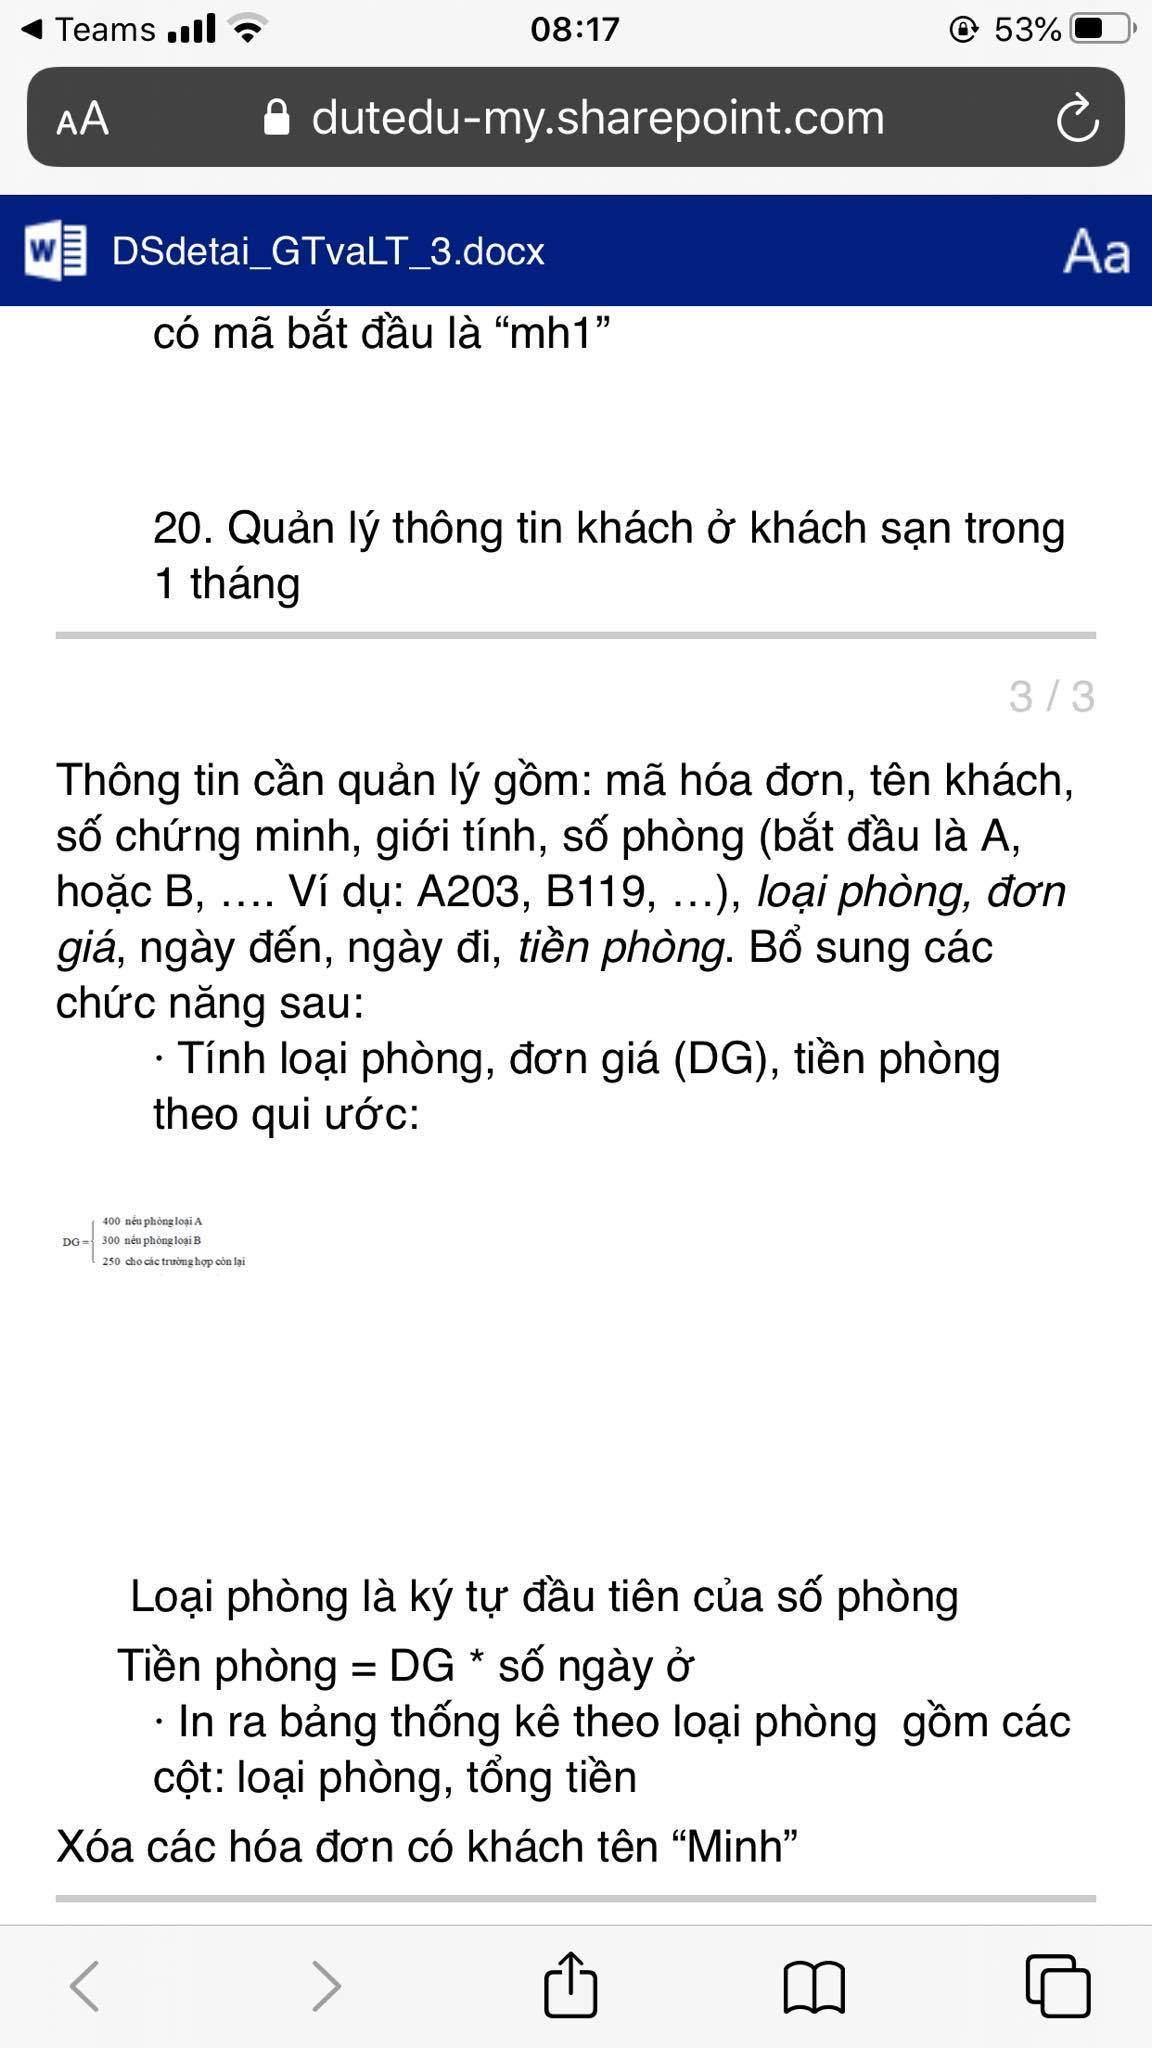 Teams
08:17
53%
AA
dutedu-my.sharepoint.com
W
DSdetai_GTvaLT_3.docx
Aa
có mã bắt đầu là “mh1”
20. Quản lý thông tin khách ở khách sạn trong
1 tháng
3 / 3
Thông tin cần quản lý gồm: mã hóa đơn, tên khách,
số chứng minh, giới tính, số phòng (bắt đầu là A,
hoặc B, …. Ví dụ: A203, B119, …), loại phòng, đơn
giá, ngày đến, ngày đi, tiền phòng. Bổ sung các
chức năng sau:
· Tính loại phòng, đơn giá (DG), tiền phòng
theo qui ước:
400 nếu phòng loại A
DG = 300 nếu phòng loại B
250 cho các trường hợp còn lại
Loại phòng là ký tự đầu tiên của số phòng
Tiền phòng = DG * số ngày ở
· In ra bảng thống kê theo loại phòng gồm các
cột: loại phòng, tổng tiền
Xóa các hóa đơn có khách tên “Minh”